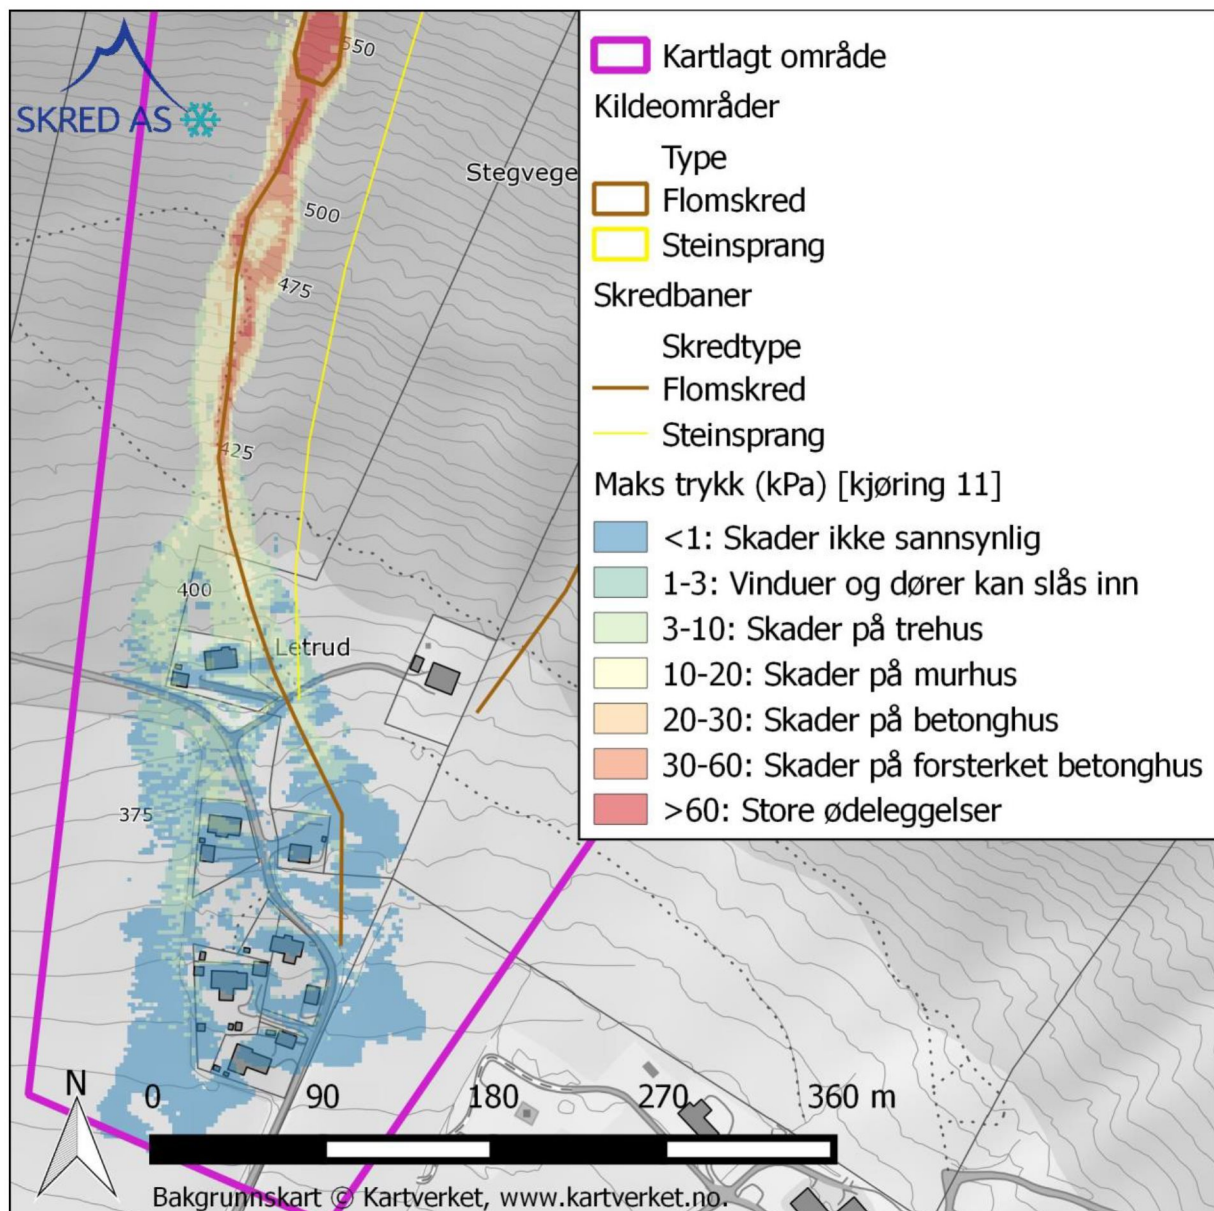 SKRED AS
550
Stegvege
500
475
425
400
Letrud
375
N
0 90 180 270 360 m
Bakgrunnskart © Kartverket, www.kartverket.no.
Kartlagt område
Kildeområder
Type
Flomskred
Steinsprang
Skredbaner
Skredtype
Flomskred
Steinsprang
Maks trykk (kPa) [kjøring 11]
<1: Skader ikke sannsynlig
1-3: Vinduer og dører kan slås inn
3-10: Skader på trehus
10-20: Skader på murhus
20-30: Skader på betonghus
30-60: Skader på forsterket betonghus
>60: Store ødeleggelser